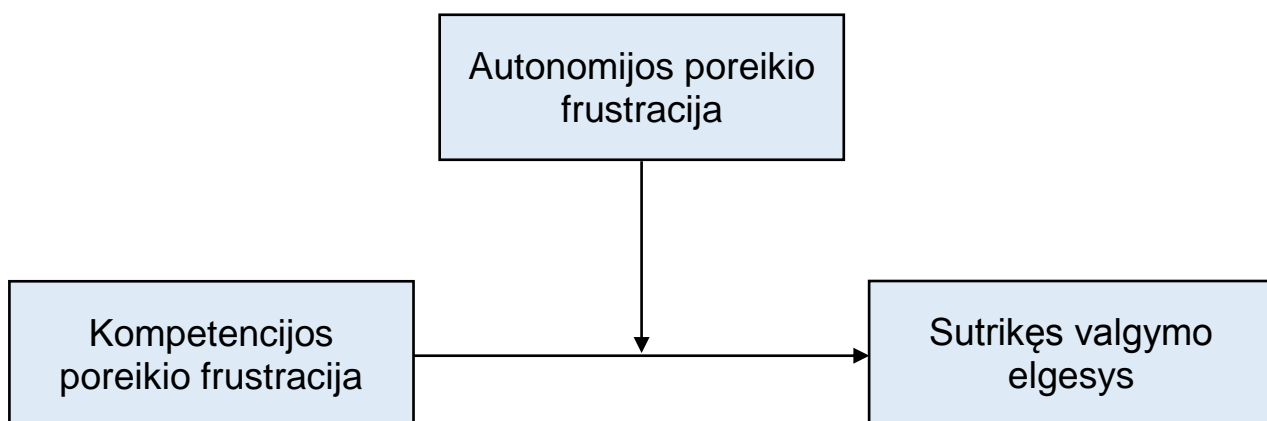 Autonomijos poreikio
frustracija
Kompetencijos
poreikio frustracija
Sutrikęs valgymo
elgesys